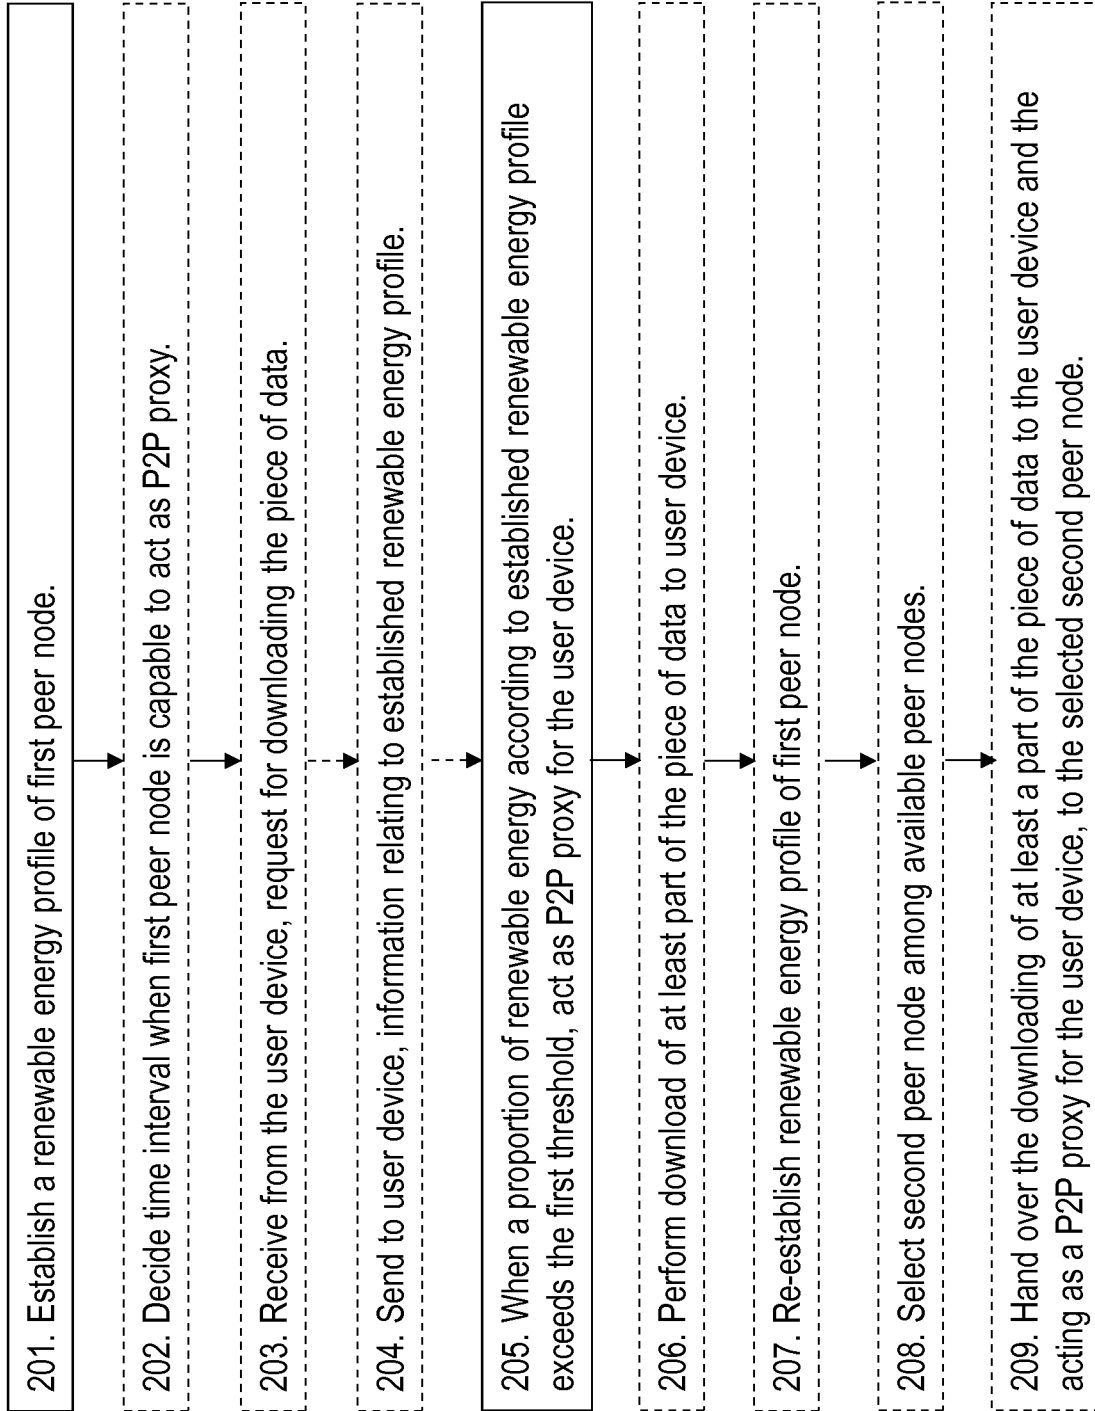 201. Establish a renewable energy profile of first peer node.
202. Decide time interval when first peer node is capable to act as P2P proxy.
203. Receive from the user device, request for downloading the piece of data.
204. Send to user device, information relating to established renewable energy profile.
205. When a proportion of renewable energy according to established renewable energy profile
exceeds the first threshold, act as P2P proxy for the user device.
206. Perform download of at least part of the piece of data to user device.
207. Re-establish renewable energy profile of first peer node.
208. Select second peer node among available peer nodes.
209. Hand over the downloading of at least a part of the piece of data to the user device and the
acting as a P2P proxy for the user device, to the selected second peer node.